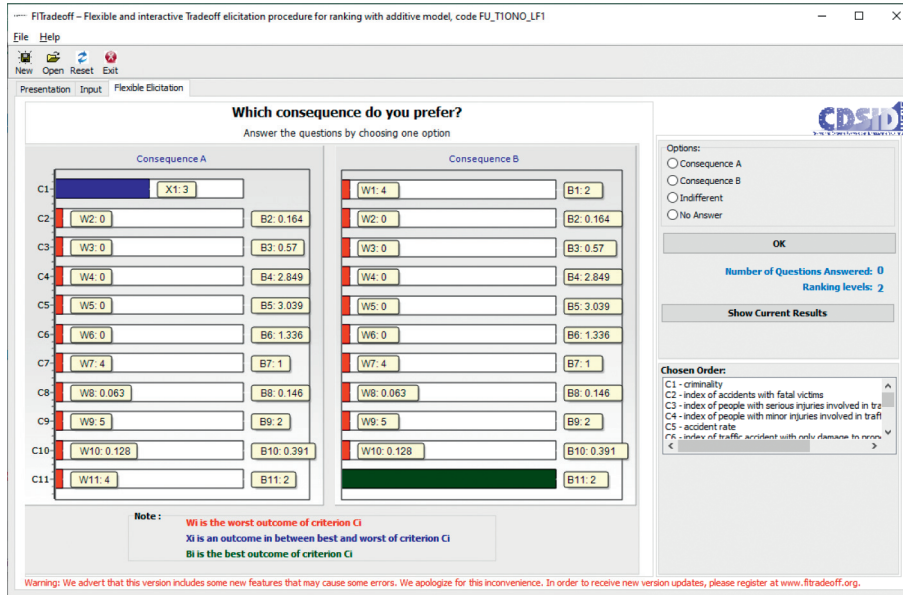 FITradeoff – Flexible and interactive Tradeoff elicitation procedure for ranking with additive model, code FU_T1ONO_LF1
File Help
New Open Reset Exit
Presentation Input Flexible Elicitation
Which consequence do you prefer?
Answer the questions by choosing one option
Consequence A
C1 X1: 3
C2 W2: 0 B2: 0.164
C3 W3: 0 B3: 0.57
C4 W4: 0 B4: 2.849
C5 W5: 0 B5: 3.039
C6 W6: 0 B6: 1.336
C7 W7: 4 B7: 1
C8 W8: 0.063 B8: 0.146
C9 W9: 5 B9: 2
C10 W10: 0.128 B10: 0.391
C11 W11: 4 B11: 2
Consequence B
W1: 4 B1: 2
W2: 0 B2: 0.164
W3: 0 B3: 0.57
W4: 0 B4: 2.849
W5: 0 B5: 3.039
W6: 0 B6: 1.336
W7: 4 B7: 1
W8: 0.063 B8: 0.146
W9: 5 B9: 2
W10: 0.128 B10: 0.391
B11: 2
Note :
Wi is the worst outcome of criterion Ci
Xi is an outcome in between best and worst of criterion Ci
Bi is the best outcome of criterion Ci
CDSID
Options:
Consequence A
Consequence B
Indifferent
No Answer
OK
Number of Questions Answered: 0
Ranking levels: 2
Show Current Results
Chosen Order:
C1 - criminality
C2 - index of accidents with fatal victims
C3 - index of people with serious injuries involved in tra
C4 - index of people with minor injuries involved in traff
C5 - accident rate
C6 - index of traffic accident with only damage to prope
Warning: We advert that this version includes some new features that may cause some errors. We apologize for this inconvenience. In order to receive new version updates, please register at www.fitradeoff.org.